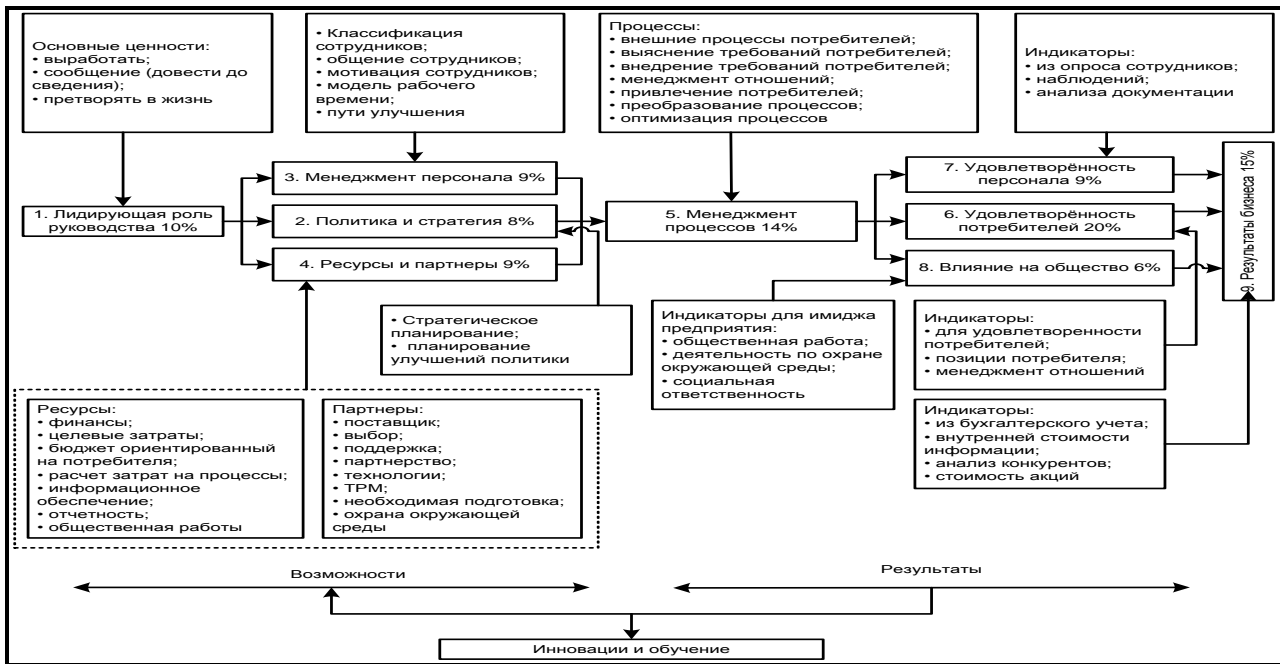 Основные ценности:
• выработать;
• сообщение (довести до
сведения);
• претворять в жизнь
• Классификация
сотрудников;
• общение сотрудников;
• мотивация сотрудников;
• модель рабочего
времени;
• пути улучшения
Процессы:
• внешние процессы потребителей;
• выяснение требований потребителей;
• внедрение требований потребителей;
• менеджмент отношений;
• привлечение потребителей;
• преобразование процессов;
• оптимизация процессов
Индикаторы:
• из опроса сотрудников;
• наблюдений;
• анализа документации
1. Лидирующая роль
руководства 10%
3. Менеджмент персонала 9%
2. Политика и стратегия 8%
4. Ресурсы и партнеры 9%
5. Менеджмент
процессов 14%
7. Удовлетворённость
персонала 9%
6. Удовлетворённость
потребителей 20%
8. Влияние на общество 6%
9. Результаты бизнеса 15%
• Стратегическое
планирование;
• планирование
улучшений политики
Индикаторы для имиджа
предприятия:
• общественная работа;
• деятельность по охране
окружающей среды;
• социальная
ответственность
Индикаторы:
• для удовлетворенности
потребителей;
• позиции потребителя;
• менеджмент отношений
Индикаторы:
• из бухгалтерского учета;
• внутренней стоимости
информации;
• анализ конкурентов;
• стоимость акций
Ресурсы:
• финансы;
• целевые затраты;
• бюджет ориентированный
на потребителя;
• расчет затрат на процессы;
• информационное
обеспечение;
• отчетность;
• общественная работы
Партнеры:
• поставщик;
• выбор;
• поддержка;
• партнерство;
• технологии;
• ТРМ;
• необходимая подготовка;
• охрана окружающей
среды
Возможности
Результаты
Инновации и обучение